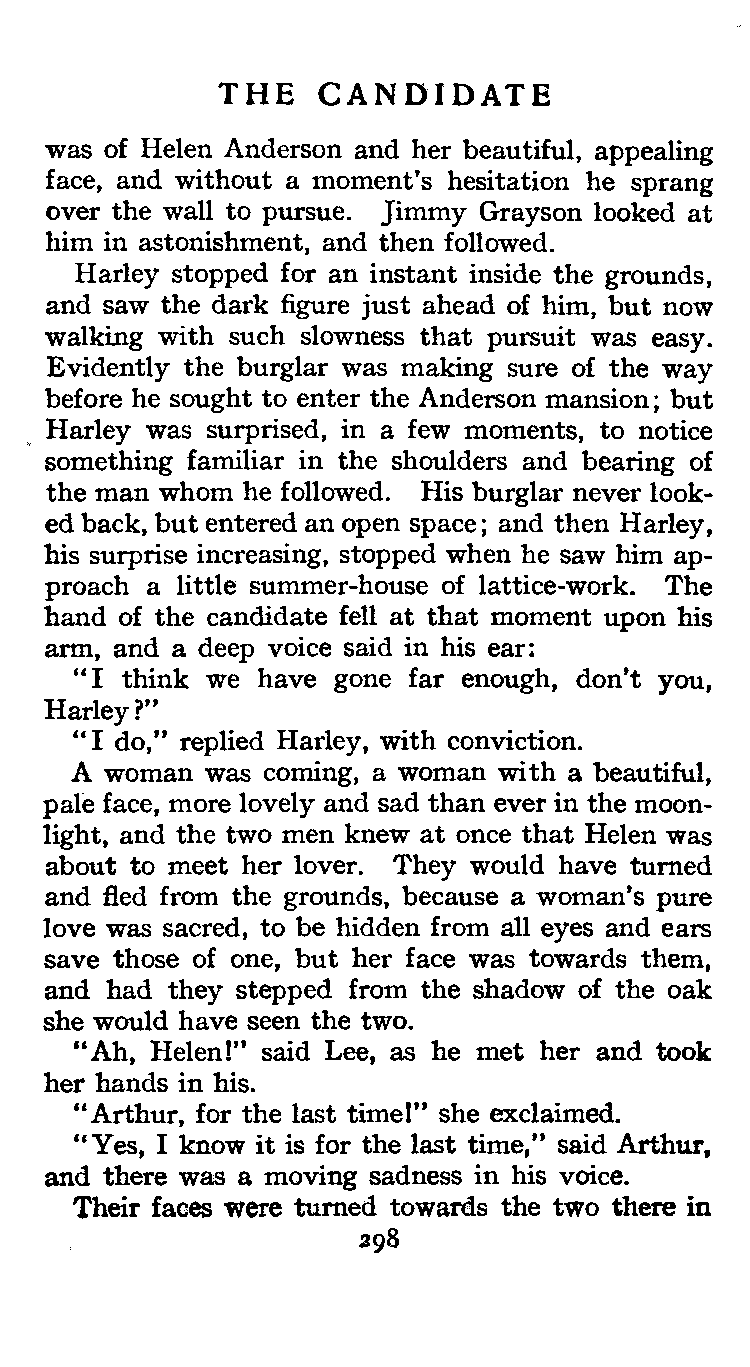 THE CANDIDATE
was of Helen Anderson and her beautiful, appealing
face, and without a moment's hesitation he sprang
over the wall to pursue. Jimmy Grayson looked at
him in astonishment, and then followed.
Harley stopped for an instant inside the grounds,
and saw the dark figure just ahead of him, but now
walking with such slowness that pursuit was easy.
Evidently the burglar was making sure of the way
before he sought to enter the Anderson mansion; but
Harley was surprised, in a few moments, to notice
something familiar in the shoulders and bearing of
the man whom he followed. His burglar never look-
ed back, but entered an open space; and then Harley,
his surprise increasing, stopped when he saw him ap-
proach a little summer-house of lattice-work. The
hand of the candidate fell at that moment upon his
arm, and a deep voice said in his ear:
"I think we have gone far enough, don't you,
Harley?"
"I do," replied Harley, with conviction.
A woman was coming, a woman with a beautiful,
pale face, more lovely and sad than ever in the moon-
light, and the two men knew at once that Helen was
about to meet her lover. They would have turned
and fled from the grounds, because a woman's pure
love was sacred, to be hidden from all eyes and ears
save those of one, but her face was towards them,
and had they stepped from the shadow of the oak
she would have seen the two.
"Ah, Helen!" said Lee, as he met her and took
her hands in his.
"Arthur, for the last time!" she exclaimed.
"Yes, I know it is for the last time," said Arthur,
and there was a moving sadness in his voice.
Their faces were turned towards the two there in
298